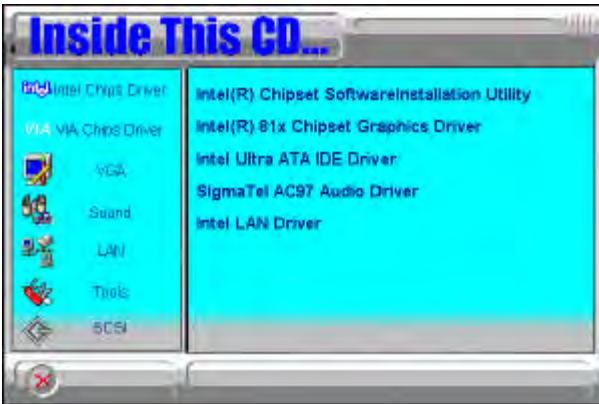 Inside This CD...
intel Intel Chips Driver
VIA VIA Chips Driver
VGA
Sound
LAN
Tools
SCSI
Intel(R) Chipset SoftwareInstallation Utility
Intel(R) 81x Chipset Graphics Driver
Intel Ultra ATA IDE Driver
SigmaTel AC97 Audio Driver
Intel LAN Driver